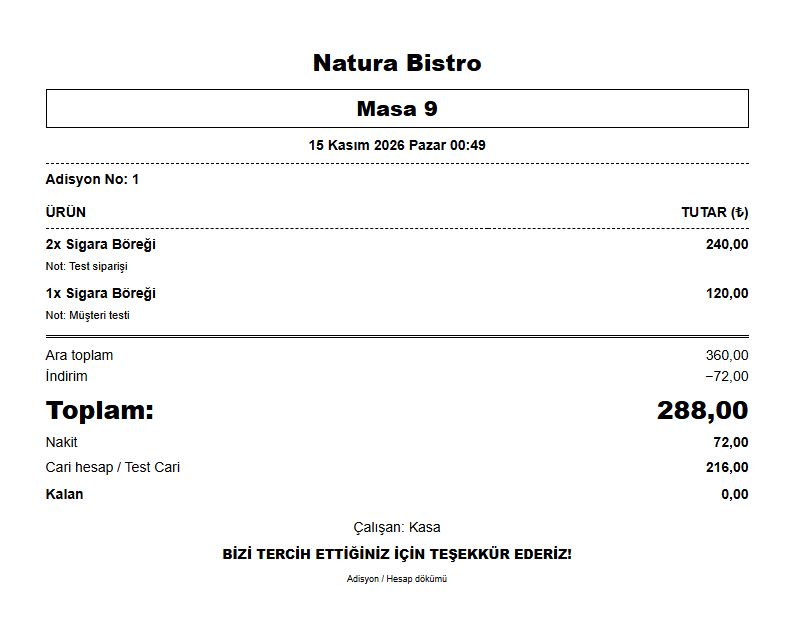 Natura Bistro
Masa 9
15 Kasım 2026 Pazar 00:49
Adisyon No: 1
ÜRÜN TUTAR (₺)
2x Sigara Böreği 240,00
Not: Test siparişi
1x Sigara Böreği 120,00
Not: Müşteri testi
Ara toplam 360,00
İndirim −72,00
Toplam: 288,00
Nakit 72,00
Cari hesap / Test Cari 216,00
Kalan 0,00
Çalışan: Kasa
BİZİ TERCİH ETTİĞİNİZ İÇİN TEŞEKKÜR EDERİZ!
Adisyon / Hesap dökümü